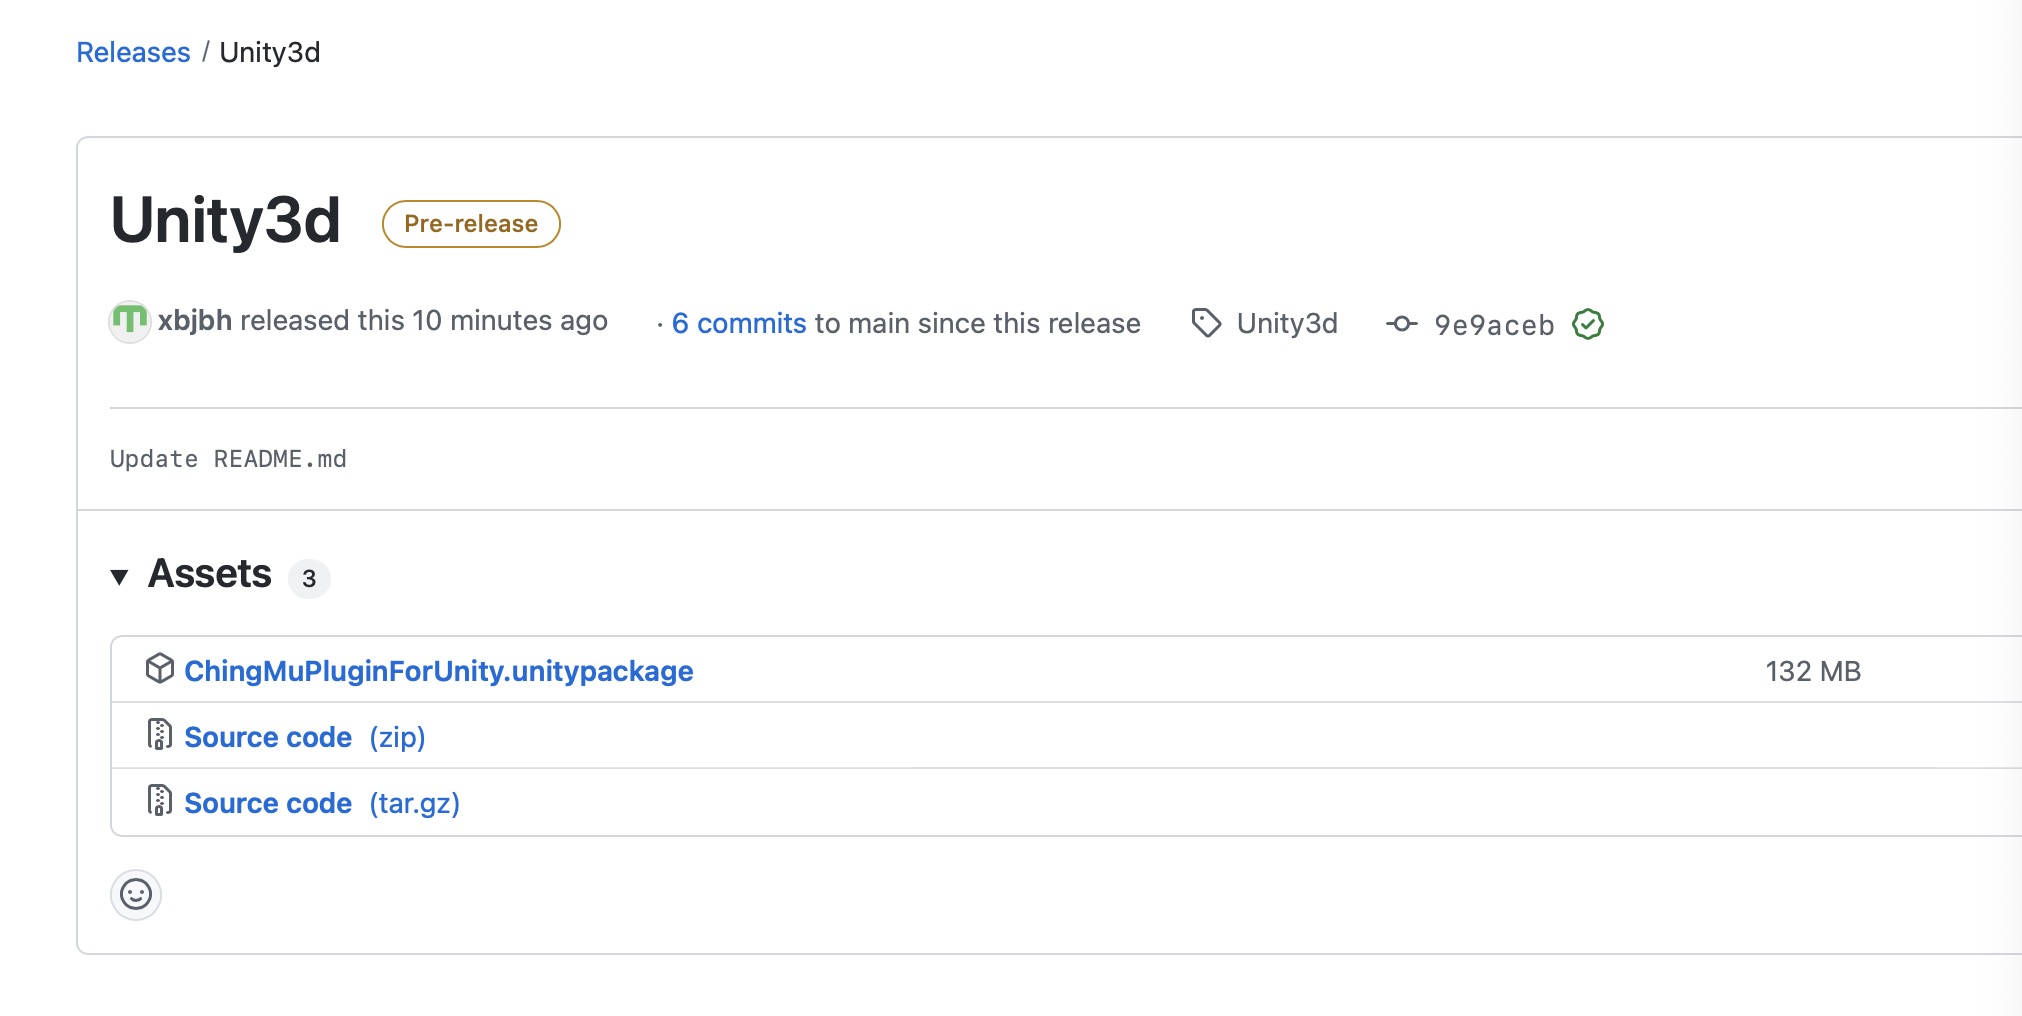 Releases / Unity3d
Unity3d Pre-release
xbjbh released this 10 minutes ago · 6 commits to main since this release Unity3d 9e9aceb
Update README.md
Assets 3
ChingMuPluginForUnity.unitypackage 132 MB
Source code (zip)
Source code (tar.gz)